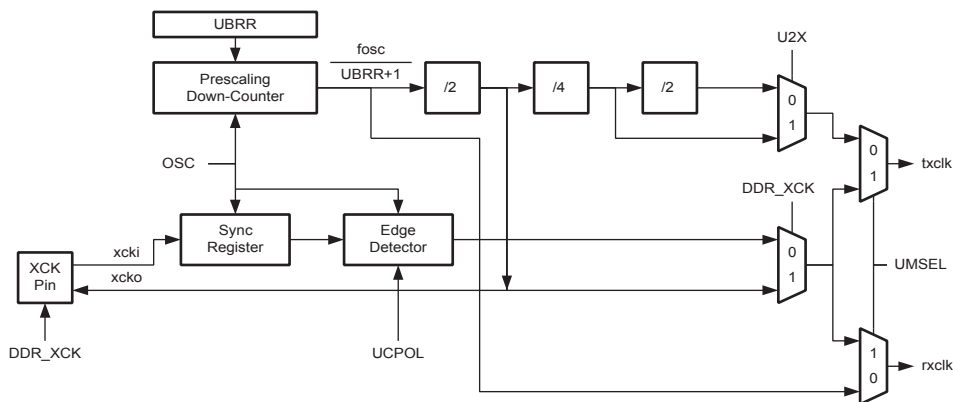 UBRR
fosc
UBRR+1
U2X
Prescaling
Down-Counter
/2
/4
/2
0
1
OSC
0
1
txclk
DDR_XCK
Sync
Register
Edge
Detector
0
1
xcki
xcko
XCK
Pin
UMSEL
DDR_XCK
UCPOL
1
0
rxclk